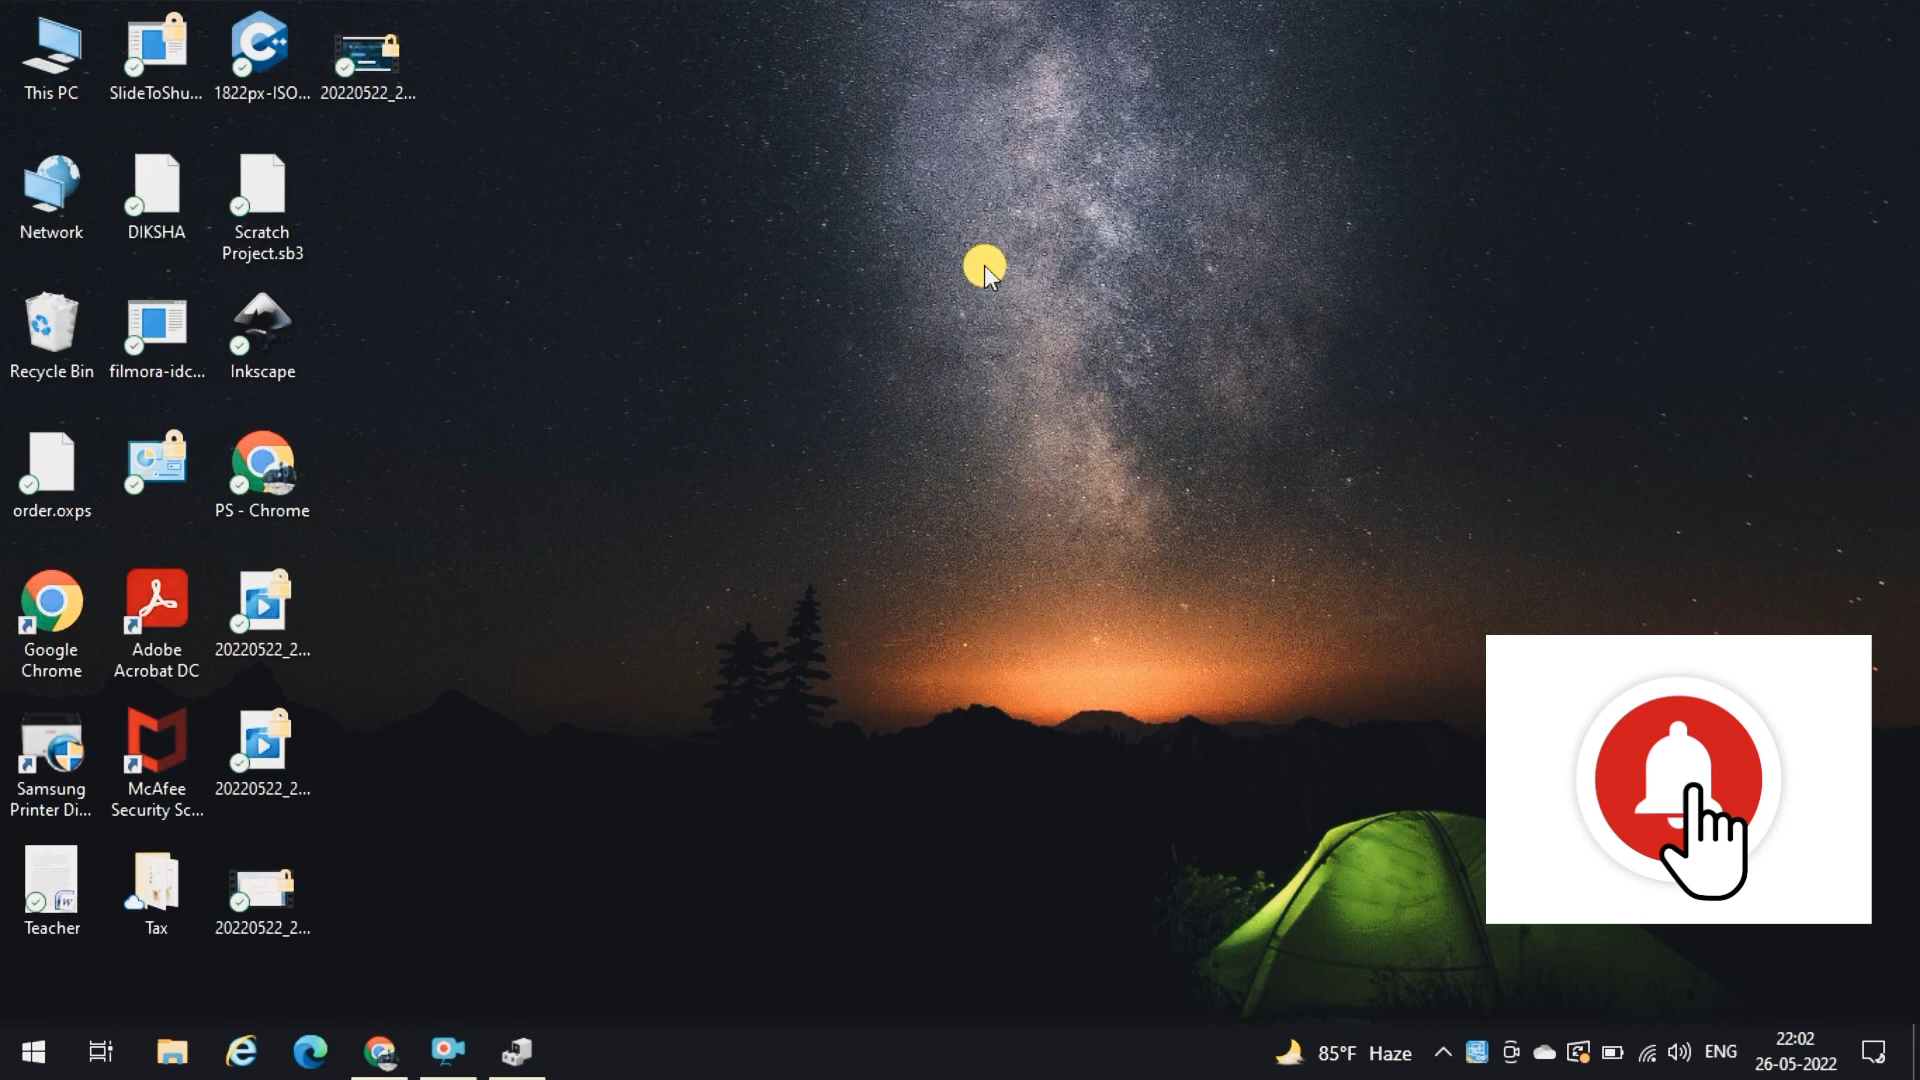 This PC
SlideToShu...
1822px-ISO...
20220522_2...
Network
DIKSHA
Scratch
Project.sb3
Recycle Bin
filmora-idc...
Inkscape
order.oxps
PS - Chrome
Google
Chrome
Adobe
Acrobat DC
20220522_2...
Samsung
Printer Di...
McAfee
Security Sc...
20220522_2...
Teacher
Tax
20220522_2...
85°F Haze
ENG
22:02
26-05-2022